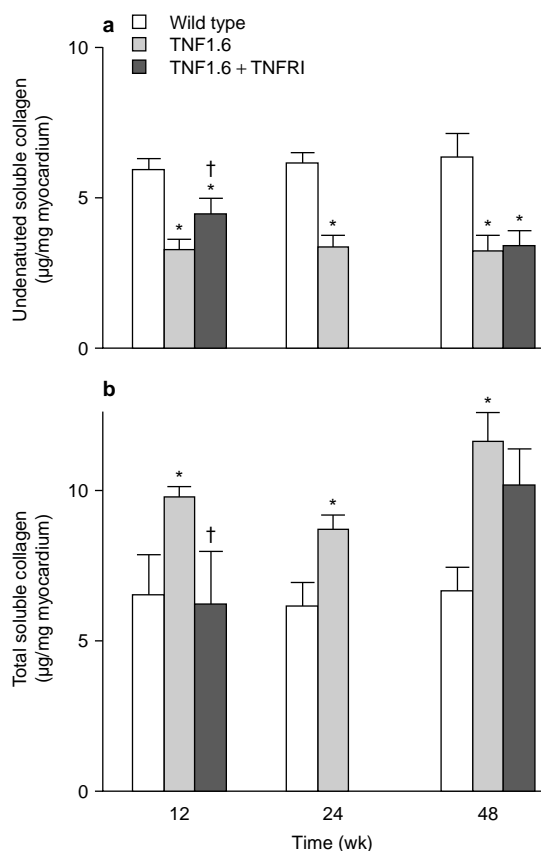 a
Wild type
TNF1.6
TNF1.6 + TNFRI
10
5
0
Undenatuted soluble collagen
(µg/mg myocardium)
†
*
*
*
*
*
b
10
5
0
Total soluble collagen
(µg/mg myocardium)
*
†
*
*
12
24
48
Time (wk)